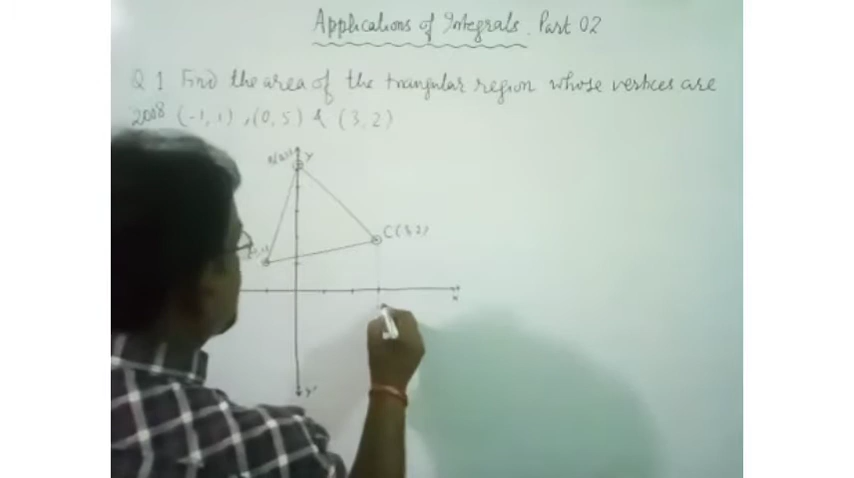 Applications of Integrals. Part 02
Q 1 Find the area of the triangular region whose vertices are
2008 (-1,1), (0,5) & (3,2)
Y
C(3,2)
X
Y'